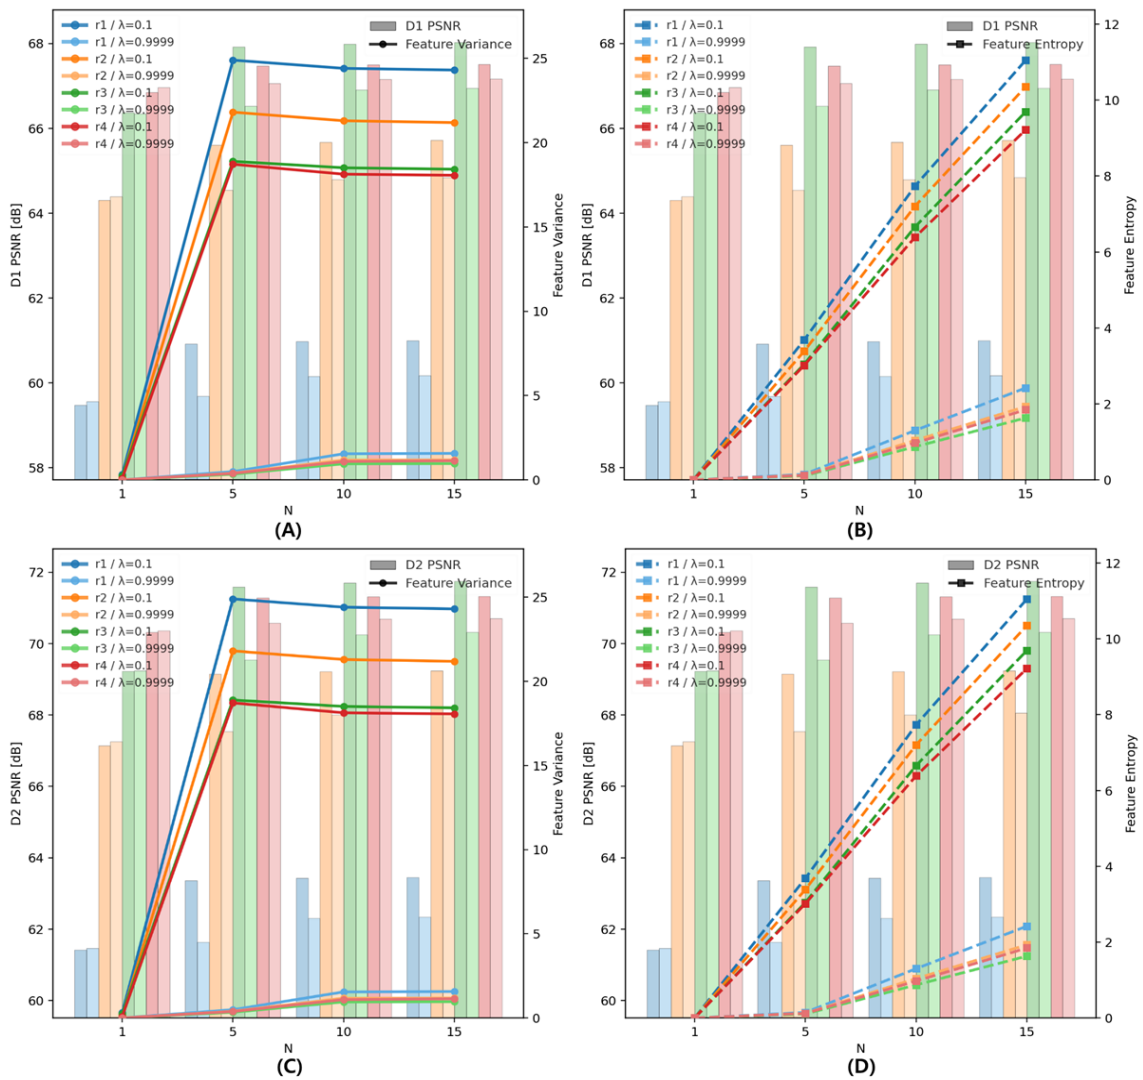 r1 / λ=0.1
r1 / λ=0.9999
r2 / λ=0.1
r2 / λ=0.9999
r3 / λ=0.1
r3 / λ=0.9999
r4 / λ=0.1
r4 / λ=0.9999
D1 PSNR
Feature Variance
68
66
64
62
60
58
D1 PSNR [dB]
25
20
15
10
5
0
Feature Variance
1
5
10
15
N
(A)
r1 / λ=0.1
r1 / λ=0.9999
r2 / λ=0.1
r2 / λ=0.9999
r3 / λ=0.1
r3 / λ=0.9999
r4 / λ=0.1
r4 / λ=0.9999
D1 PSNR
Feature Entropy
68
66
64
62
60
58
D1 PSNR [dB]
12
10
8
6
4
2
0
Feature Entropy
1
5
10
15
N
(B)
r1 / λ=0.1
r1 / λ=0.9999
r2 / λ=0.1
r2 / λ=0.9999
r3 / λ=0.1
r3 / λ=0.9999
r4 / λ=0.1
r4 / λ=0.9999
D2 PSNR
Feature Variance
72
70
68
66
64
62
60
D2 PSNR [dB]
25
20
15
10
5
0
Feature Variance
1
5
10
15
N
(C)
r1 / λ=0.1
r1 / λ=0.9999
r2 / λ=0.1
r2 / λ=0.9999
r3 / λ=0.1
r3 / λ=0.9999
r4 / λ=0.1
r4 / λ=0.9999
D2 PSNR
Feature Entropy
72
70
68
66
64
62
60
D2 PSNR [dB]
12
10
8
6
4
2
0
Feature Entropy
1
5
10
15
N
(D)